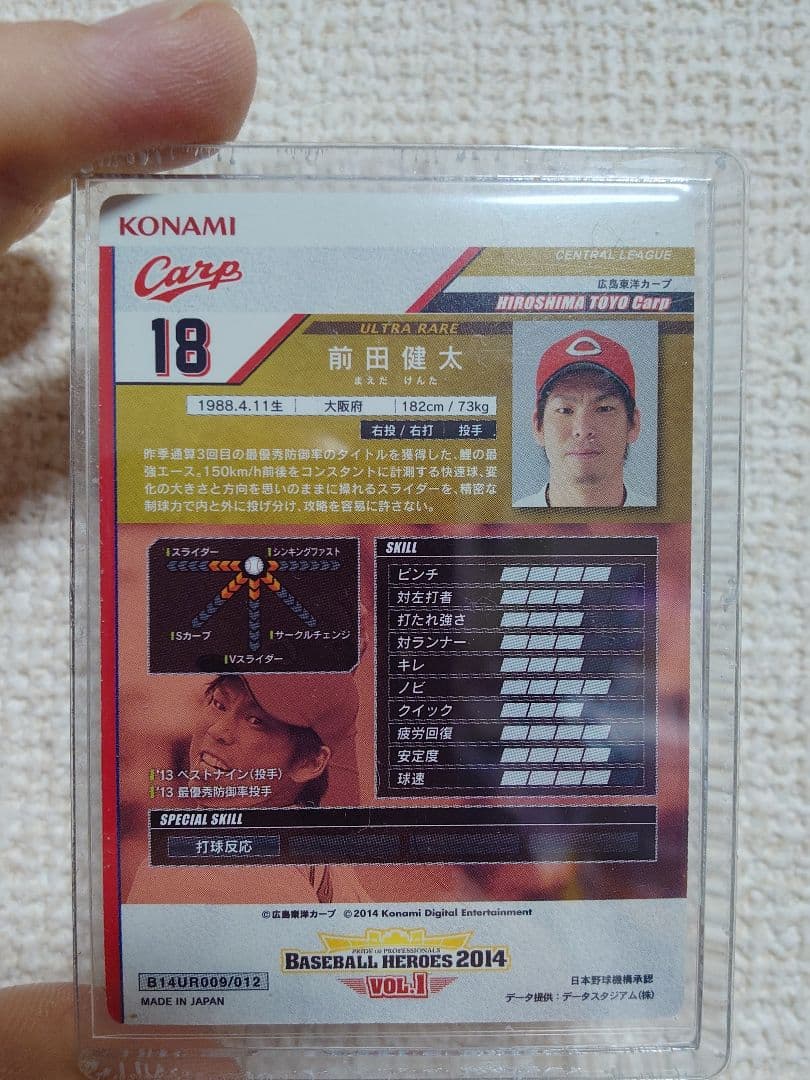 KONAMI
Carp
CENTRAL LEAGUE
広島東洋カープ
HIROSHIMA TOYO Carp
18
ULTRA RARE
前田健太
まえだ けんた
1988.4.11生 大阪府 182cm / 73kg
右投 / 右打 投手
昨季通算3回目の最優秀防御率のタイトルを獲得した、鯉の最
強エース。150km/h前後をコンスタントに計測する快速球、変
化の大きさと方向を思いのままに操れるスライダーを、精密な
制球力で内と外に投げ分け、攻略を容易に許さない。
スライダー シンキングファスト
Sカーブ サークルチェンジ
Vスライダー
SKILL
ピンチ
対左打者
打たれ強さ
対ランナー
キレ
ノビ
クイック
疲労回復
安定度
球速
'13 ベストナイン(投手)
'13 最優秀防御率投手
SPECIAL SKILL
打球反応
©広島東洋カープ ©2014 Konami Digital Entertainment
PRIDE OF PROFESSIONALS
BASEBALL HEROES 2014
VOL.1
B14UR009/012
MADE IN JAPAN
日本野球機構承認
データ提供：データスタジアム(株)